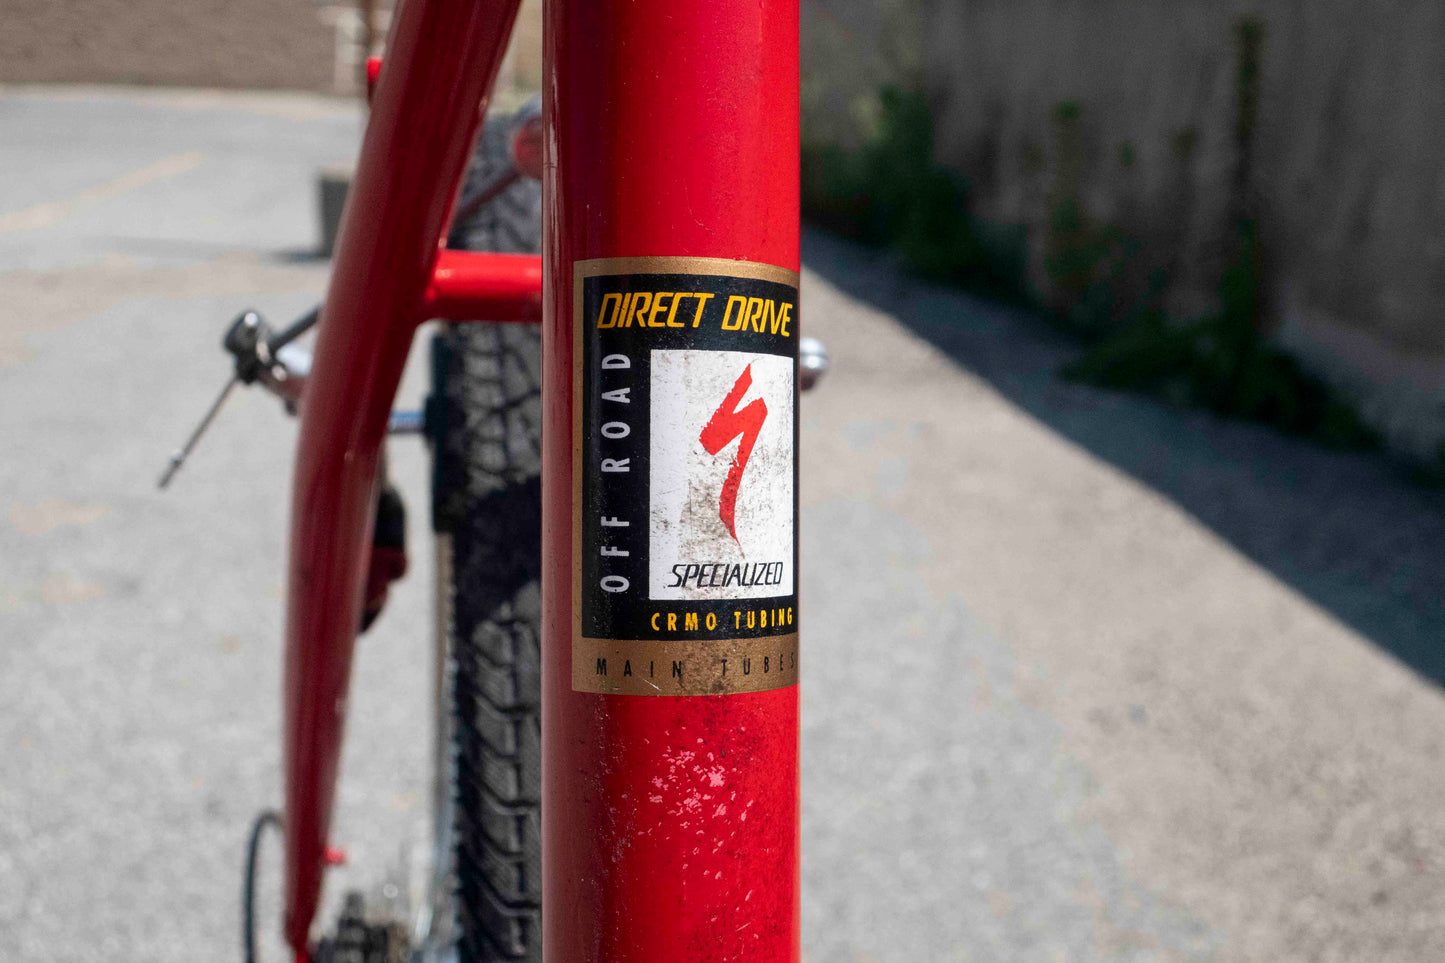 DIRECT DRIVE
OFF ROAD
SPECIALIZED
CRMO TUBING
MAIN TUBES